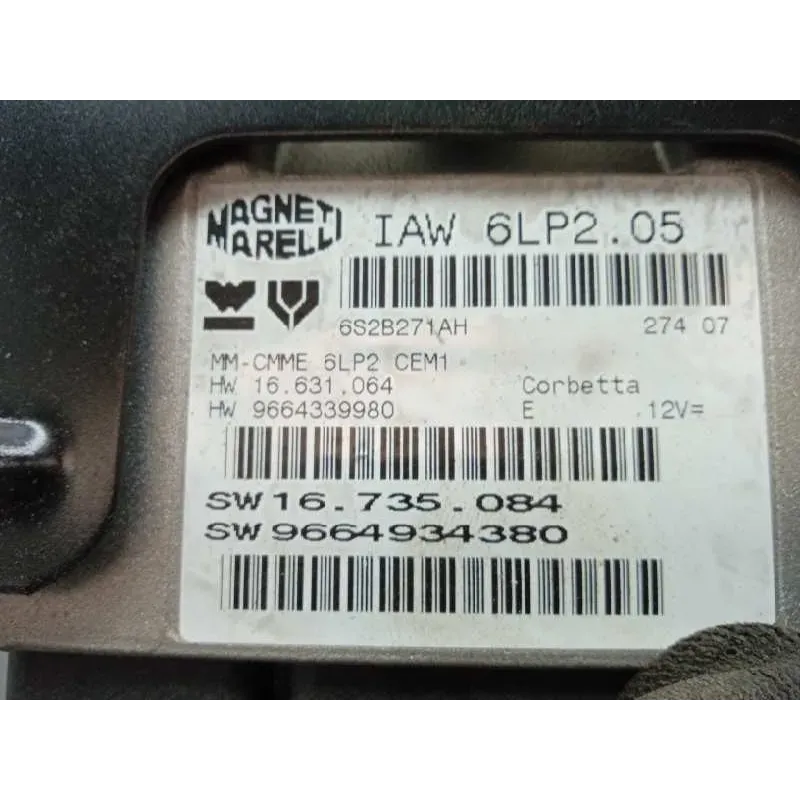 MAGNETI
MARELLI
IAW 6LP2.05
6S2B271AH 274 07
MM-CMME 6LP2 CEM1
HW 16.631.064 Corbetta
HW 9664339980 E 12V=
SW16.735.084
SW9664934380